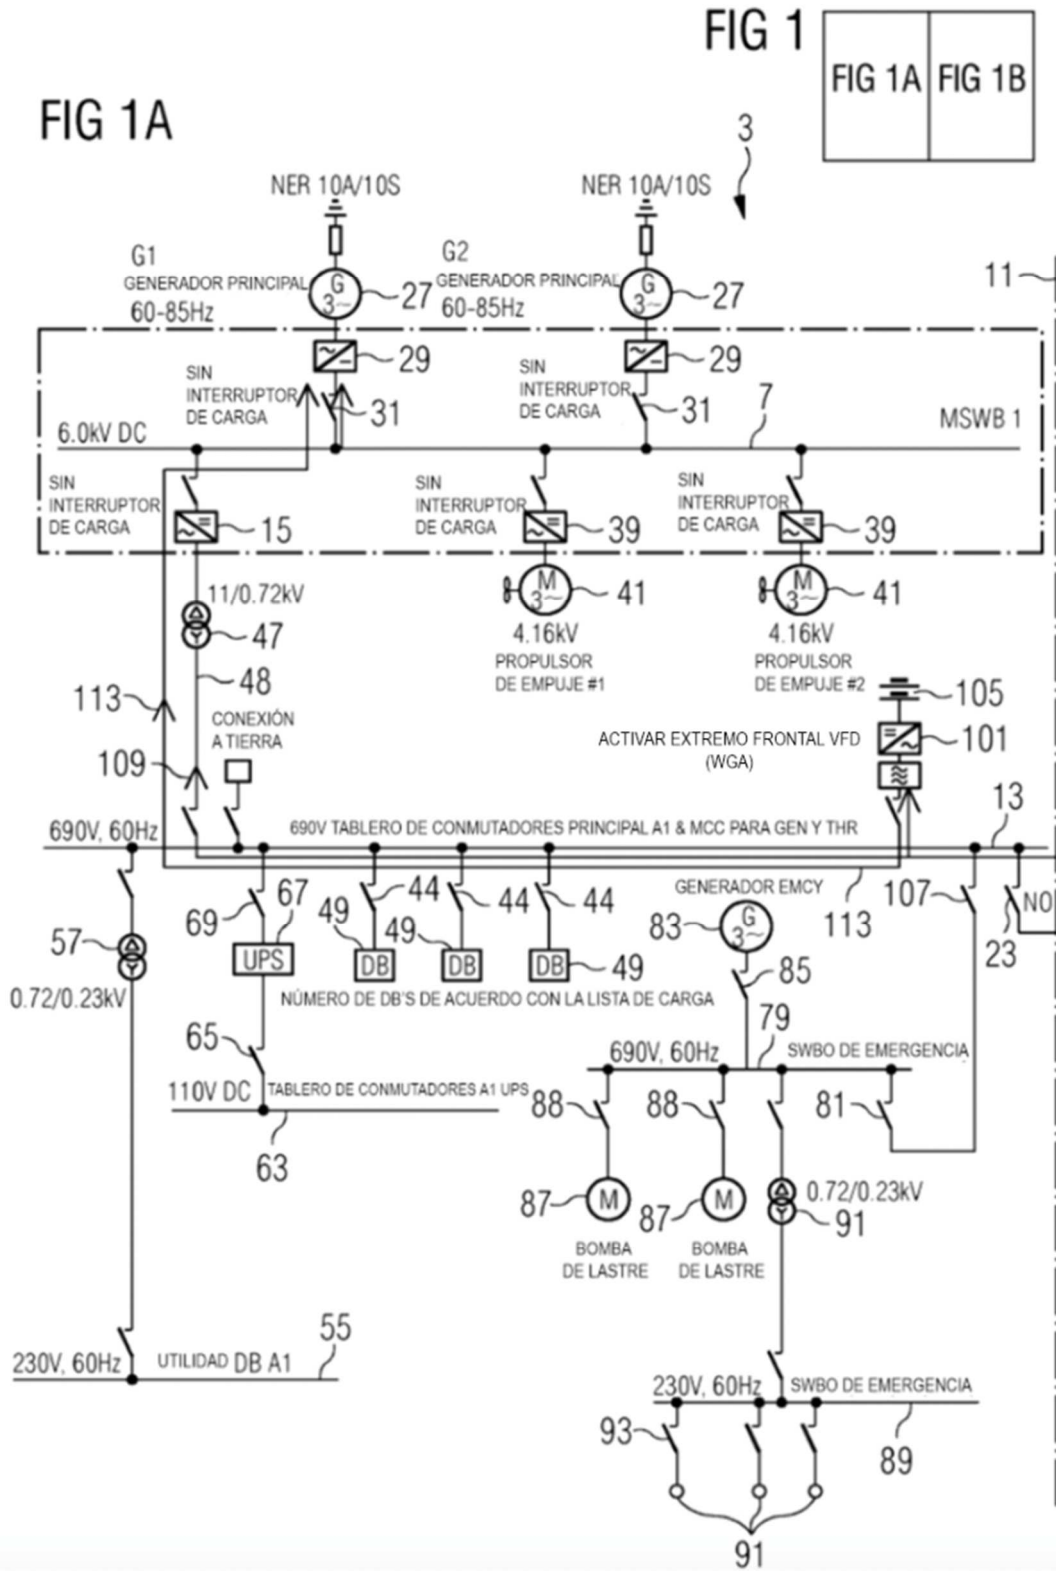 FIG 1
FIG 1A
FIG 1B
FIG 1A
3
NER 10A/10S
NER 10A/10S
G1
GENERADOR PRINCIPAL
60-85Hz
G
3~
27
G2
GENERADOR PRINCIPAL
60-85Hz
G
3~
27
11
29
29
SIN
INTERRUPTOR
DE CARGA
31
SIN
INTERRUPTOR
DE CARGA
31
7
MSWB 1
6.0kV DC
SIN
INTERRUPTOR
DE CARGA
15
SIN
INTERRUPTOR
DE CARGA
39
SIN
INTERRUPTOR
DE CARGA
39
11/0.72kV
47
M
3~
41
M
3~
41
4.16kV
PROPULSOR
DE EMPUJE #1
4.16kV
PROPULSOR
DE EMPUJE #2
48
113
CONEXIÓN
A TIERRA
105
ACTIVAR EXTREMO FRONTAL VFD
(WGA)
101
109
13
690V, 60Hz
690V TABLERO DE CONMUTADORES PRINCIPAL A1 & MCC PARA GEN Y THR
67
69
44
44
44
GENERADOR EMCY
113
107
NO
23
57
UPS
49
DB
49
DB
DB
49
83
G
3~
85
0.72/0.23kV
NÚMERO DE DB'S DE ACUERDO CON LA LISTA DE CARGA
79
65
690V, 60Hz
SWBO DE EMERGENCIA
110V DC
TABLERO DE CONMUTADORES A1 UPS
63
88
88
81
87
M
87
M
0.72/0.23kV
91
BOMBA
DE LASTRE
BOMBA
DE LASTRE
55
230V, 60Hz
UTILIDAD DB A1
230V, 60Hz
SWBO DE EMERGENCIA
93
89
91